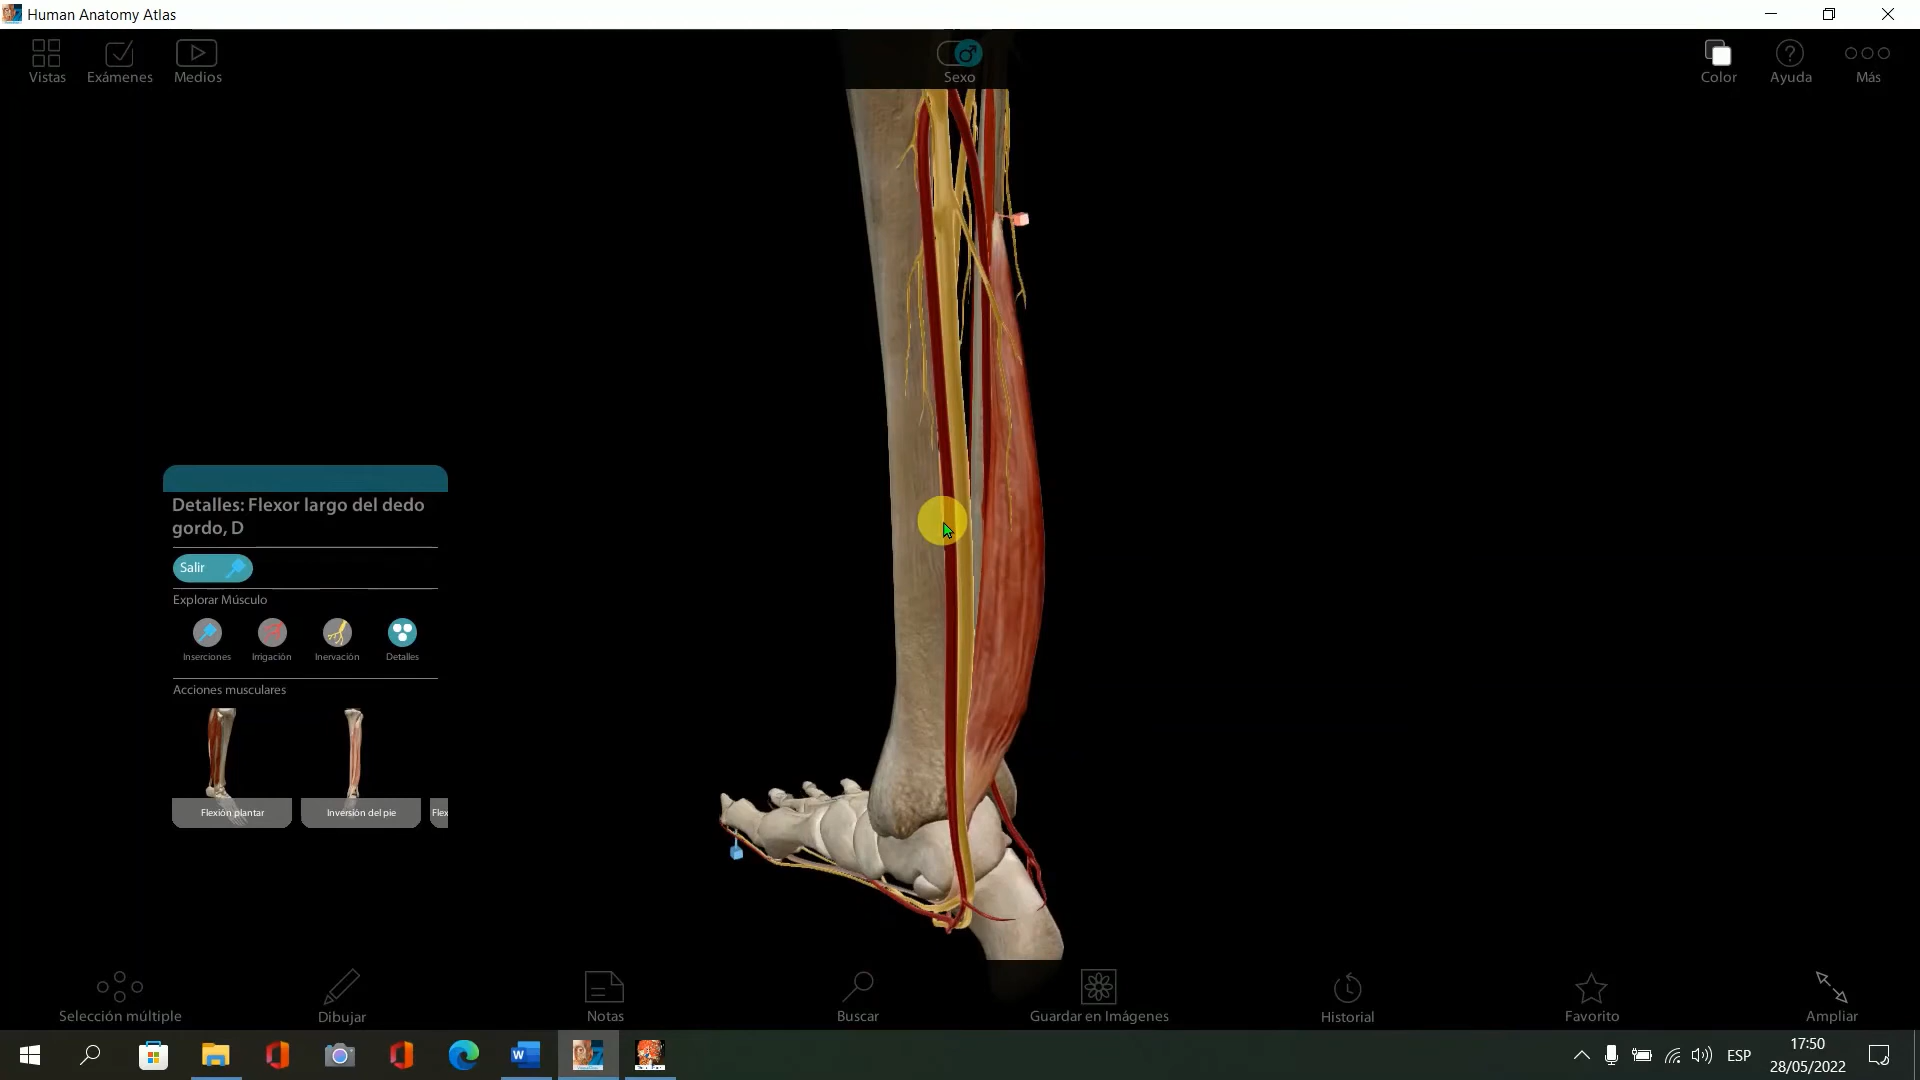 Human Anatomy Atlas
Vistas
Exámenes
Medios
Sexo
Color
Ayuda
Más
Detalles: Flexor largo del dedo
gordo, D
Salir
Explorar Músculo
Inserciones
Irrigación
Inervación
Detalles
Acciones musculares
Flexión plantar
Inversión del pie
Flex
Selección múltiple
Dibujar
Notas
Buscar
Guardar en Imágenes
Historial
Favorito
Ampliar
ESP
17:50
28/05/2022